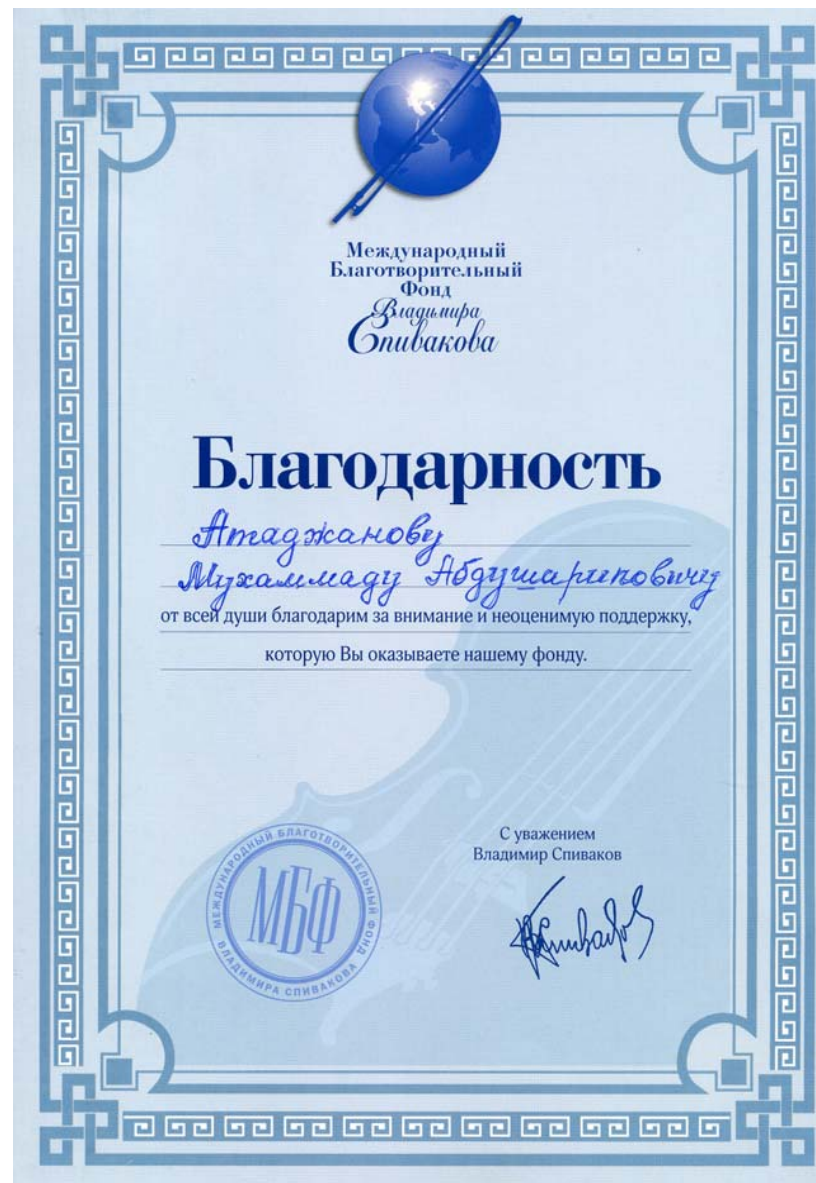 Международный
Благотворительный
Фонд
Владимира
Спивакова
Благодарность
Атаджанову
Мухаммаду Абдушариповичу
от всей души благодарим за внимание и неоценимую поддержку,
которую Вы оказываете нашему фонду.
С уважением
Владимир Спиваков
МЕЖДУНАРОДНЫЙ БЛАГОТВОРИТЕЛЬНЫЙ ФОНД
ВЛАДИМИРА СПИВАКОВА
МБФ